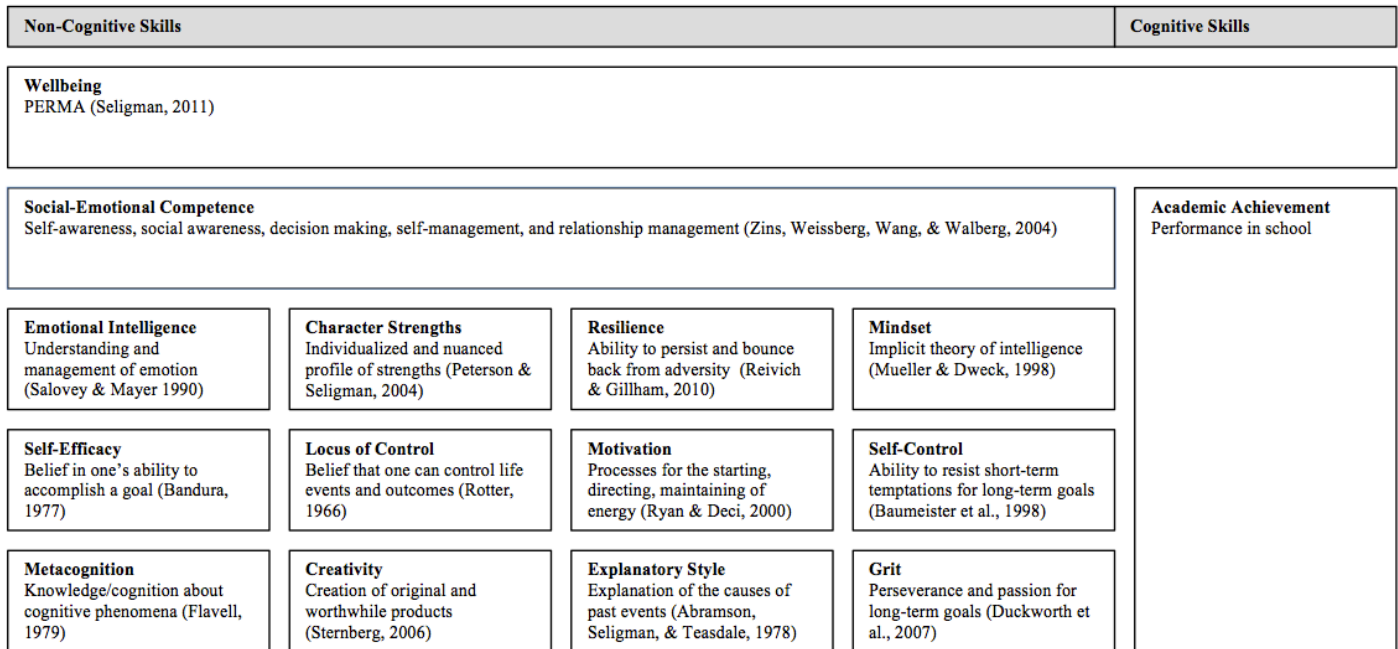 Non-Cognitive Skills
Cognitive Skills
Wellbeing
PERMA (Seligman, 2011)
Social-Emotional Competence
Self-awareness, social awareness, decision making, self-management, and relationship management (Zins, Weissberg, Wang, & Walberg, 2004)
Academic Achievement
Performance in school
Emotional Intelligence
Understanding and
management of emotion
(Salovey & Mayer 1990)
Character Strengths
Individualized and nuanced
profile of strengths (Peterson &
Seligman, 2004)
Resilience
Ability to persist and bounce
back from adversity (Reivich
& Gillham, 2010)
Mindset
Implicit theory of intelligence
(Mueller & Dweck, 1998)
Self-Efficacy
Belief in one's ability to
accomplish a goal (Bandura,
1977)
Locus of Control
Belief that one can control life
events and outcomes (Rotter,
1966)
Motivation
Processes for the starting,
directing, maintaining of
energy (Ryan & Deci, 2000)
Self-Control
Ability to resist short-term
temptations for long-term goals
(Baumeister et al., 1998)
Metacognition
Knowledge/cognition about
cognitive phenomena (Flavell,
1979)
Creativity
Creation of original and
worthwhile products
(Sternberg, 2006)
Explanatory Style
Explanation of the causes of
past events (Abramson,
Seligman, & Teasdale, 1978)
Grit
Perseverance and passion for
long-term goals (Duckworth et
al., 2007)